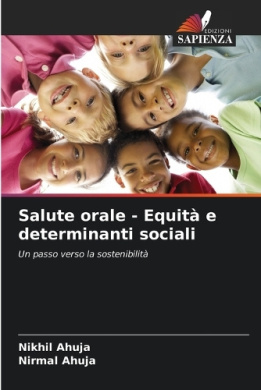 EDIZIONI
SAPIENZA
Salute orale - Equità e
determinanti sociali
Un passo verso la sostenibilità
Nikhil Ahuja
Nirmal Ahuja